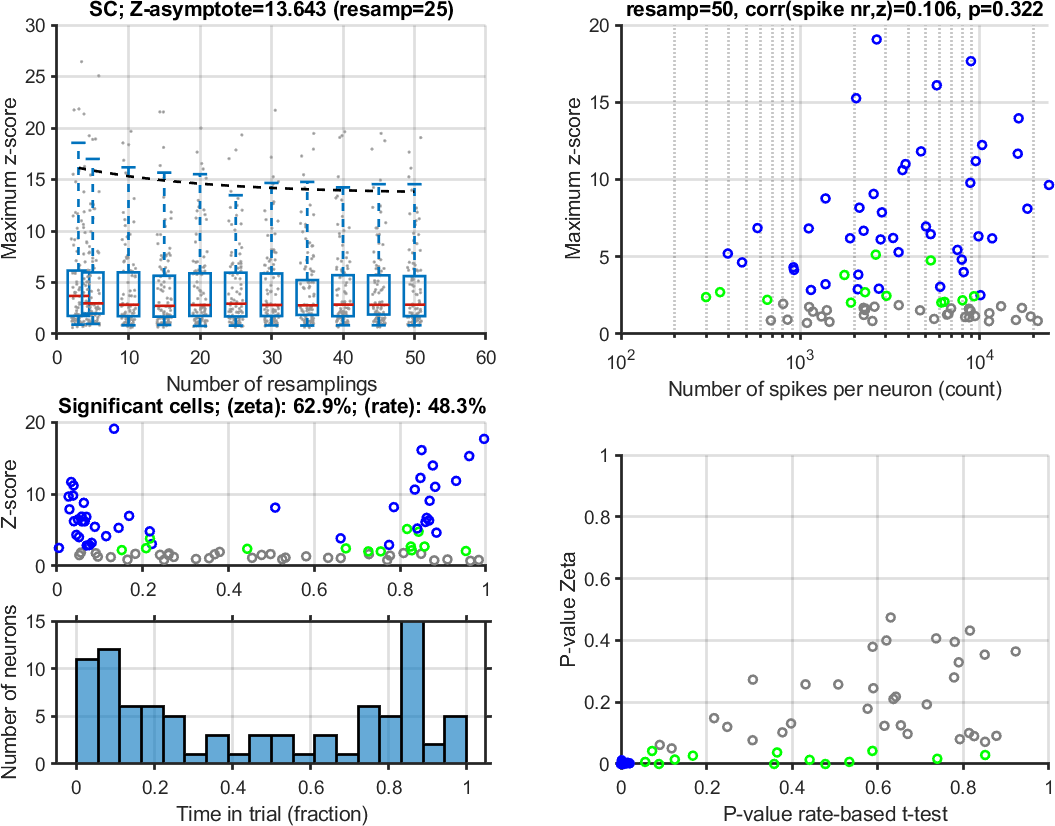 SC; Z-asymptote=13.643 (resamp=25)
30
25
20
15
10
5
0
Maximum z-score
0 10 20 30 40 50 60
Number of resamplings
resamp=50, corr(spike nr,z)=0.106, p=0.322
20
15
10
5
0
Maximum z-score
10² 10³ 10⁴
Number of spikes per neuron (count)
Significant cells; (zeta): 62.9%; (rate): 48.3%
20
10
0
Z-score
0 0.2 0.4 0.6 0.8 1
15
10
5
0
Number of neurons
0 0.2 0.4 0.6 0.8 1
Time in trial (fraction)
1
0.8
0.6
0.4
0.2
0
P-value Zeta
0 0.2 0.4 0.6 0.8 1
P-value rate-based t-test